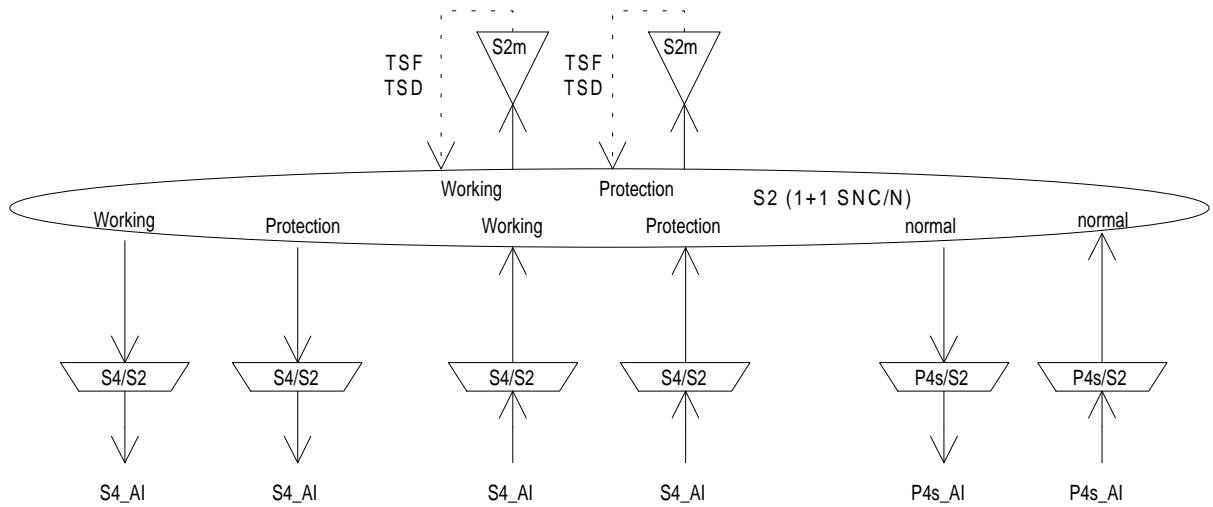 S2m S2m
TSF TSF
TSD TSD
Working Protection S2 (1+1 SNC/N)
Working Protection Working Protection normal normal
S4/S2 S4/S2 S4/S2 S4/S2 P4s/S2 P4s/S2
S4_AI S4_AI S4_AI S4_AI P4s_AI P4s_AI